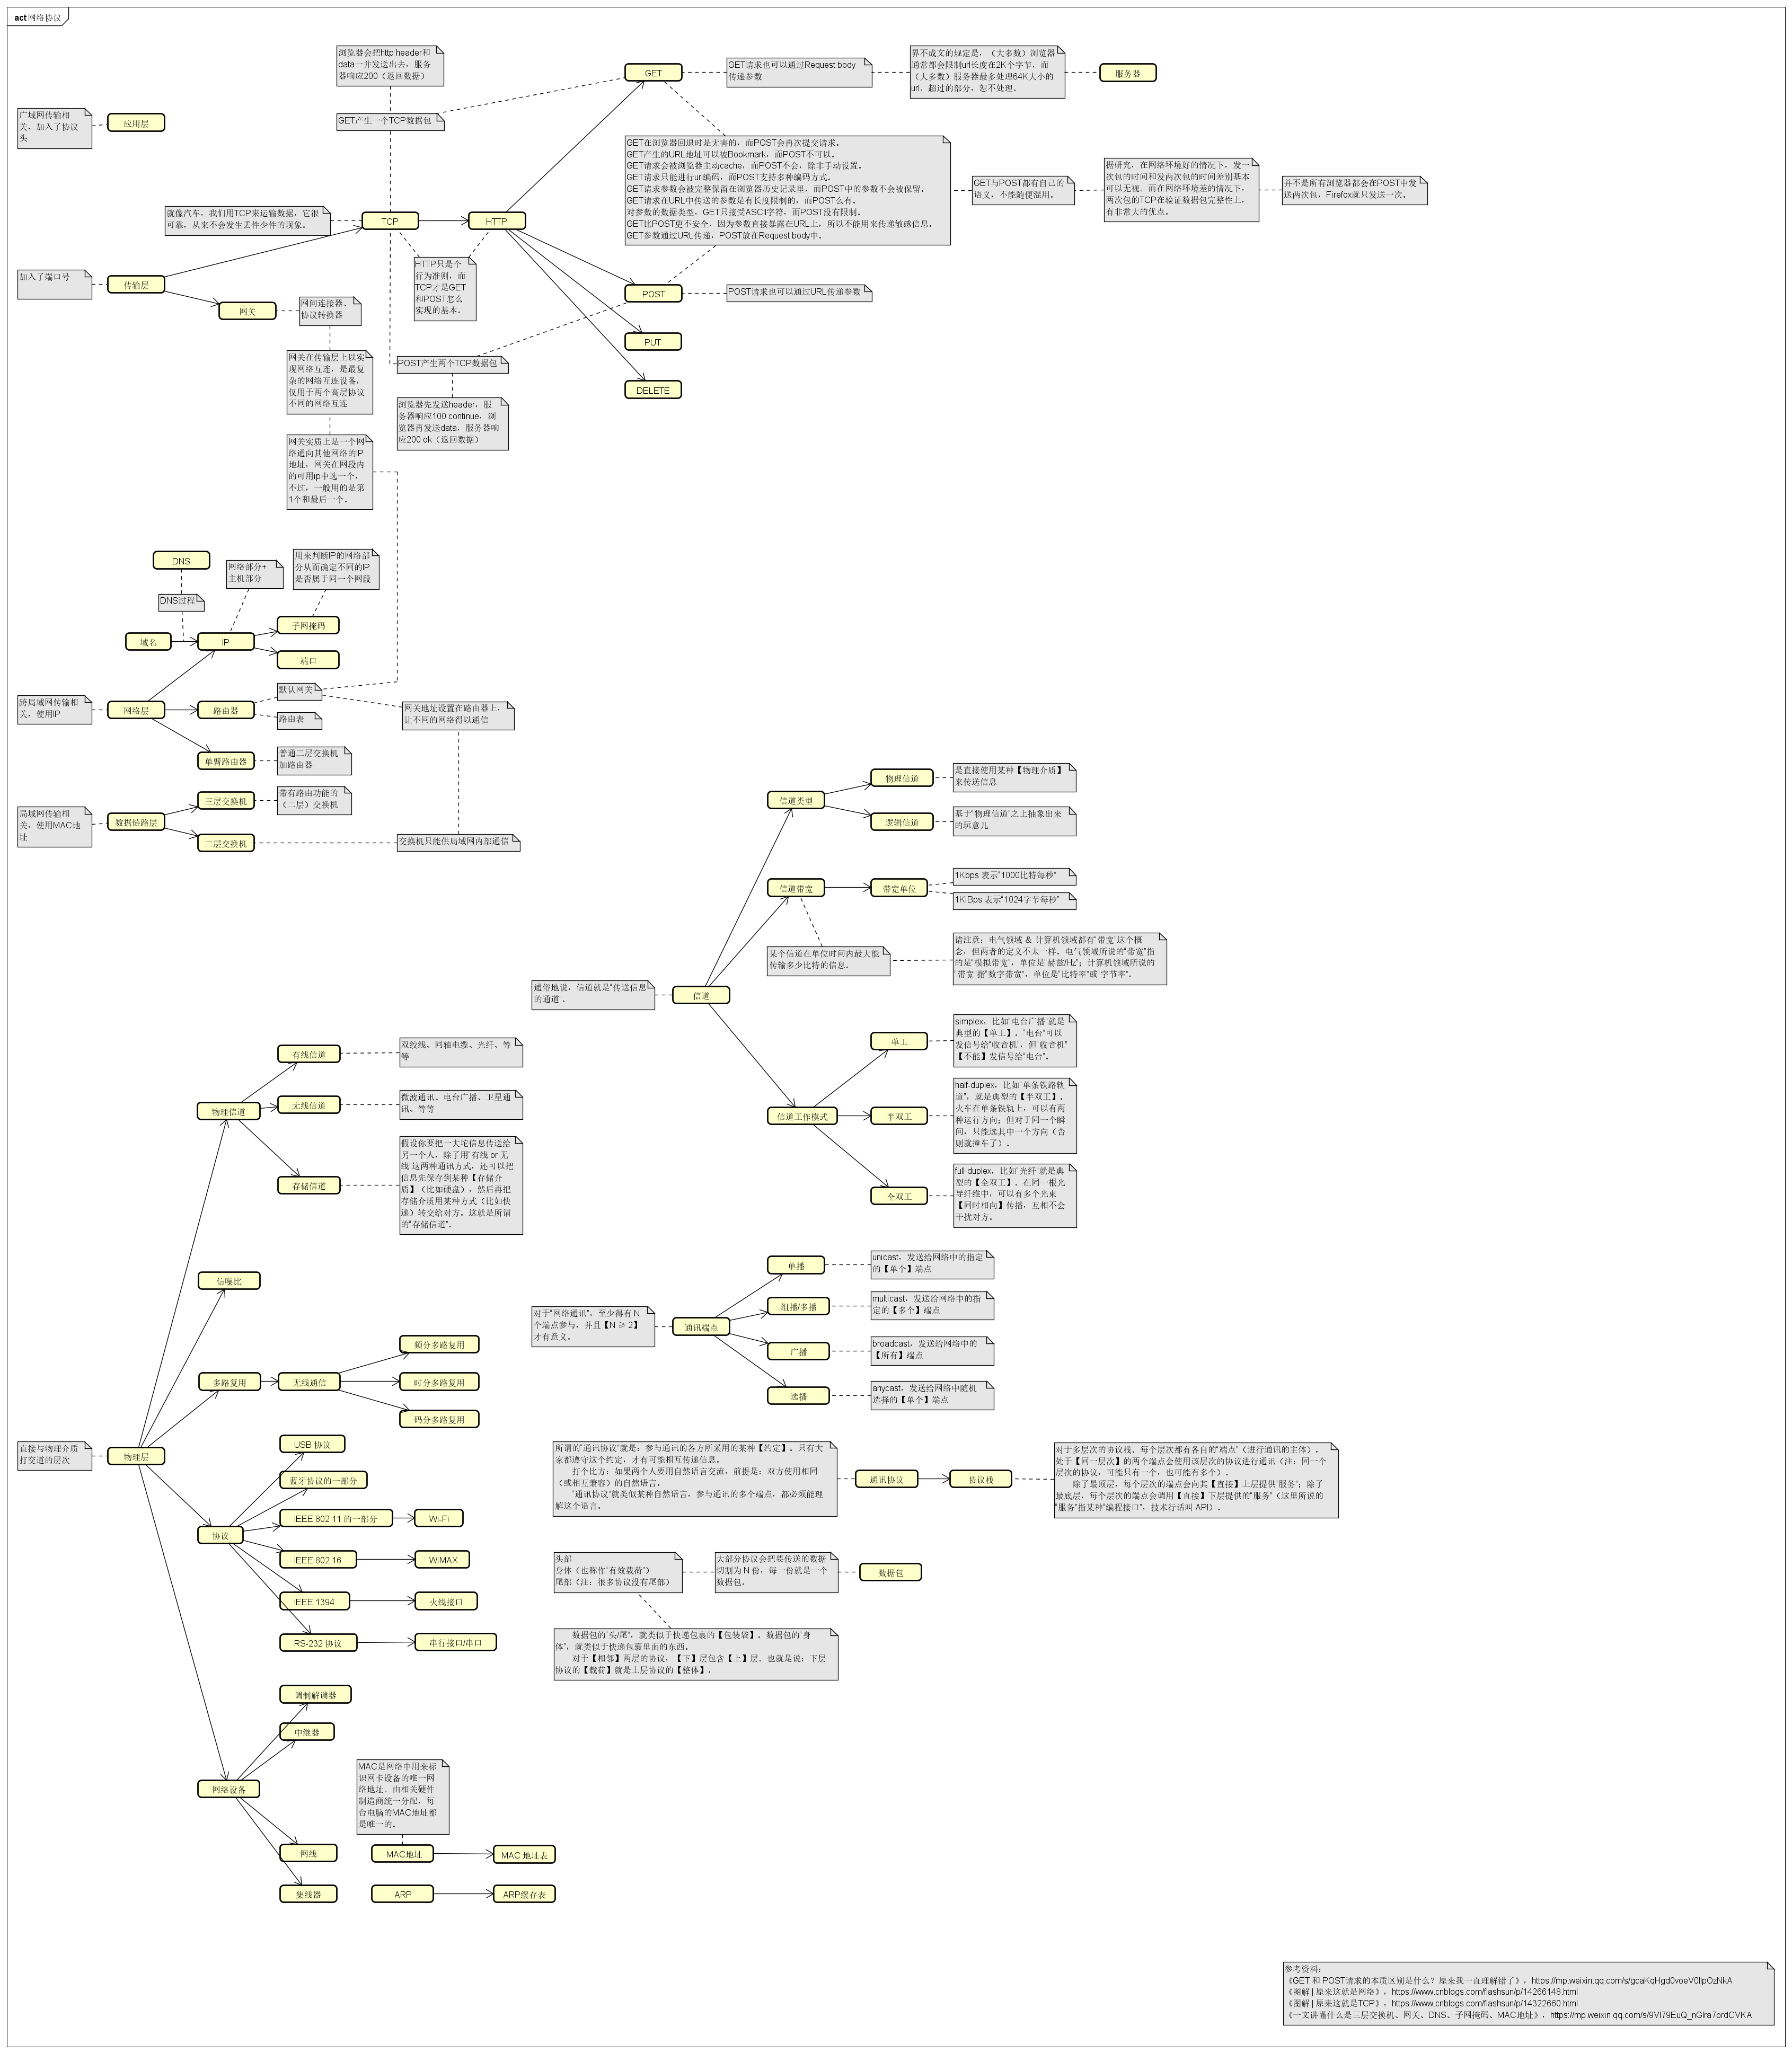 act 网络协议
浏览器会把http header和
data一并发送出去，服务
器响应200（返回数据）
GET
GET请求也可以通过Request body
传递参数
界不成文的规定是，（大多数）浏览器
通常都会限制url长度在2K个字节，而
（大多数）服务器最多处理64K大小的
url。超过的部分，恕不处理。
服务器
广域网传输相
关，加入了协议
头
应用层
GET产生一个TCP数据包
GET在浏览器回退时是无害的，而POST会再次提交请求。
GET产生的URL地址可以被Bookmark，而POST不可以。
GET请求会被浏览器主动cache，而POST不会，除非手动设置。
GET请求只能进行url编码，而POST支持多种编码方式。
GET请求参数会被完整保留在浏览器历史记录里，而POST中的参数不会被保留。
GET请求在URL中传送的参数是有长度限制的，而POST么有。
对参数的数据类型，GET只接受ASCII字符，而POST没有限制。
GET比POST更不安全，因为参数直接暴露在URL上，所以不能用来传递敏感信息。
GET参数通过URL传递，POST放在Request body中。
GET与POST都有自己的
语义，不能随便混用。
据研究，在网络环境好的情况下，发一
次包的时间和发两次包的时间差别基本
可以无视。而在网络环境差的情况下，
两次包的TCP在验证数据包完整性上，
有非常大的优点。
并不是所有浏览器都会在POST中发
送两次包，Firefox就只发送一次。
就像汽车，我们用TCP来运输数据，它很
可靠，从来不会发生丢件少件的现象。
TCP
HTTP
HTTP只是个
行为准则，而
TCP才是GET
和POST怎么
实现的基本。
加入了端口号
传输层
网关
网间连接器、
协议转换器
POST
POST请求也可以通过URL传递参数
PUT
DELETE
网关在传输层上以实
现网络互连，是最复
杂的网络互连设备，
仅用于两个高层协议
不同的网络互连
POST产生两个TCP数据包
浏览器先发送header，服
务器响应100 continue，浏
览器再发送data，服务器响
应200 ok（返回数据）
网关实质上是一个网
络通向其他网络的IP
地址，网关在网段内
的可用ip中选一个，
不过，一般用的是第
1个和最后一个。
DNS
DNS过程
网络部分+
主机部分
用来判断IP的网络部
分从而确定不同的IP
是否属于同一个网段
域名
IP
子网掩码
端口
跨局域网传输相
关，使用IP
网络层
路由器
默认网关
路由表
网关地址设置在路由器上，
让不同的网络得以通信
单臂路由器
普通二层交换机
加路由器
局域网传输相
关，使用MAC地
址
数据链路层
三层交换机
带有路由功能的
（二层）交换机
二层交换机
交换机只能供局域网内部通信
信道类型
物理信道
是直接使用某种【物理介质】
来传送信息
逻辑信道
基于“物理信道”之上抽象出来
的玩意儿
信道带宽
带宽单位
1Kbps 表示“1000比特每秒”
1KiBps 表示“1024字节每秒”
某个信道在单位时间内最大能
传输多少比特的信息。
请注意：电气领域 & 计算机领域都有“带宽”这个概
念，但两者的定义不太一样。电气领域所说的“带宽”指
的是“模拟带宽”，单位是“赫兹/Hz”；计算机领域所说的
“带宽”指“数字带宽”，单位是“比特率”或“字节率”。
通俗地说，信道就是“传送信息
的通道”。
信道
单工
simplex，比如“电台广播”就是
典型的【单工】。“电台”可以
发信号给“收音机”，但“收音机”
【不能】发信号给“电台”。
信道工作模式
半双工
half-duplex，比如“单条铁路轨
道”，就是典型的【半双工】。
火车在单条铁轨上，可以有两
种运行方向；但对于同一个瞬
间，只能选其中一个方向（否
则就撞车了）。
全双工
full-duplex，比如“光纤”就是典
型的【全双工】。在同一根光
导纤维中，可以有多个光束
【同时相向】传播，互相不会
干扰对方。
有线信道
双绞线、同轴电缆、光纤、等
等
物理信道
无线信道
微波通讯、电台广播、卫星通
讯、等等
存储信道
假设你要把一大坨信息传送给
另一个人，除了用“有线 or 无
线”这两种通讯方式，还可以把
信息先保存到某种【存储介
质】（比如硬盘），然后再把
存储介质用某种方式（比如快
递）转交给对方。这就是所谓
的“存储信道”。
信噪比
对于“网络通讯”，至少得有 N
个端点参与，并且【N ≥ 2】
才有意义。
通讯端点
单播
unicast，发送给网络中的指定
的【单个】端点
组播/多播
multicast，发送给网络中的指
定的【多个】端点
广播
broadcast，发送给网络中的
【所有】端点
选播
anycast，发送给网络中随机
选择的【单个】端点
多路复用
无线通信
频分多路复用
时分多路复用
码分多路复用
直接与物理介质
打交道的层次
物理层
协议
USB 协议
蓝牙协议的一部分
IEEE 802.11 的一部分
Wi-Fi
IEEE 802.16
WiMAX
IEEE 1394
火线接口
RS-232 协议
串行接口/串口
所谓的“通讯协议”就是：参与通讯的各方所采用的某种【约定】。只有大
家都遵守这个约定，才有可能相互传递信息。
打个比方：如果两个人要用自然语言交流，前提是：双方使用相同
（或相互兼容）的自然语言。
“通讯协议”就类似某种自然语言，参与通讯的多个端点，都必须能理
解这个语言。
通讯协议
协议栈
对于多层次的协议栈，每个层次都有各自的“端点”（进行通讯的主体）。
处于【同一层次】的两个端点会使用该层次的协议进行通讯（注：同一个
层次的协议，可能只有一个，也可能有多个）。
除了最顶层，每个层次的端点会向其【直接】上层提供“服务”；除了
最底层，每个层次的端点会调用【直接】下层提供的“服务”（这里所说的
“服务”指某种“编程接口”，技术行话叫 API）。
头部
身体（也称作“有效载荷”）
尾部（注：很多协议没有尾部）
大部分协议会把要传送的数据
切割为 N 份，每一份就是一个
数据包。
数据包
数据包的“头/尾”，就类似于快递包裹的【包装袋】。数据包的“身
体”，就类似于快递包裹里面的东西。
对于【相邻】两层的协议，【下】层包含【上】层。也就是说：下层
协议的【载荷】就是上层协议的【整体】。
调制解调器
中继器
网络设备
网线
集线器
MAC是网络中用来标
识网卡设备的唯一网
络地址。由相关硬件
制造商统一分配，每
台电脑的MAC地址都
是唯一的。
MAC地址
MAC 地址表
ARP
ARP缓存表
参考资料：
《GET 和 POST请求的本质区别是什么？原来我一直理解错了》，https://mp.weixin.qq.com/s/gcaKqHgd0voeV0IlpOzNkA
《图解 | 原来这就是网络》，https://www.cnblogs.com/flashsun/p/14266148.html
《图解 | 原来这就是TCP》，https://www.cnblogs.com/flashsun/p/14322660.html
《一文讲懂什么是三层交换机、网关、DNS、子网掩码、MAC地址》，https://mp.weixin.qq.com/s/9Vl79EuQ_nGlra7ordCVKA